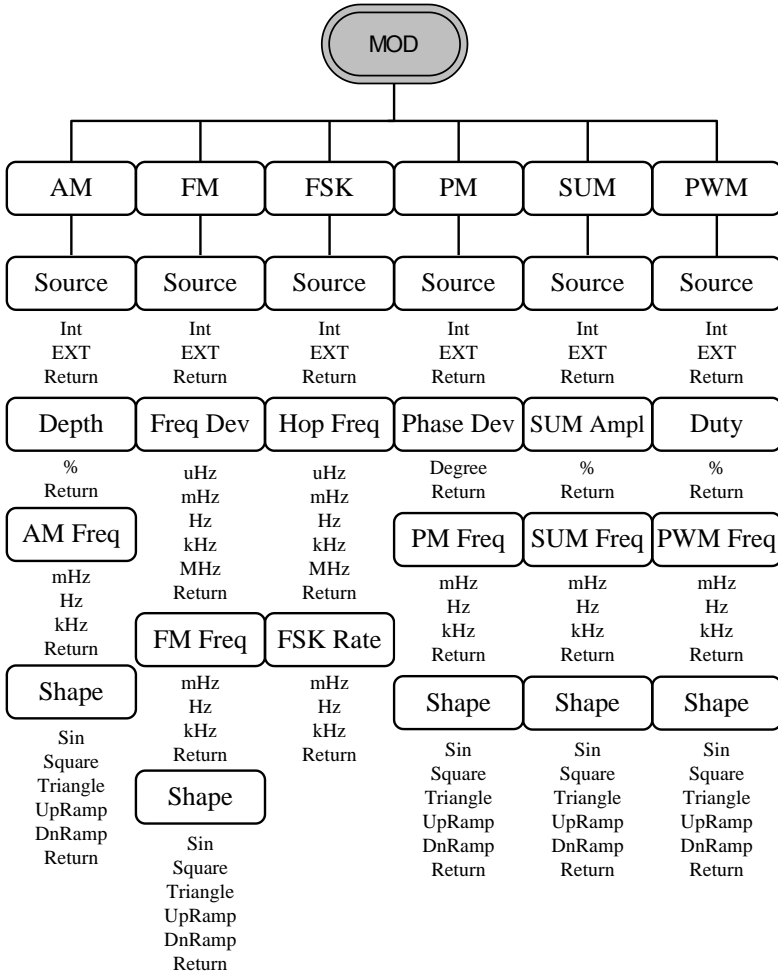 MOD
AM
FM
FSK
PM
SUM
PWM
Source
Source
Source
Source
Source
Source
Int
EXT
Return
Int
EXT
Return
Int
EXT
Return
Int
EXT
Return
Int
EXT
Return
Int
EXT
Return
Depth
Freq Dev
Hop Freq
Phase Dev
SUM Ampl
Duty
%
Return
uHz
mHz
Hz
kHz
MHz
Return
uHz
mHz
Hz
kHz
MHz
Return
Degree
Return
%
Return
%
Return
AM Freq
PM Freq
SUM Freq
PWM Freq
mHz
Hz
kHz
Return
mHz
Hz
kHz
Return
mHz
Hz
kHz
Return
mHz
Hz
kHz
Return
FM Freq
FSK Rate
mHz
Hz
kHz
Return
mHz
Hz
kHz
Return
Shape
Shape
Shape
Shape
Sin
Square
Triangle
UpRamp
DnRamp
Return
Sin
Square
Triangle
UpRamp
DnRamp
Return
Sin
Square
Triangle
UpRamp
DnRamp
Return
Sin
Square
Triangle
UpRamp
DnRamp
Return
Shape
Sin
Square
Triangle
UpRamp
DnRamp
Return